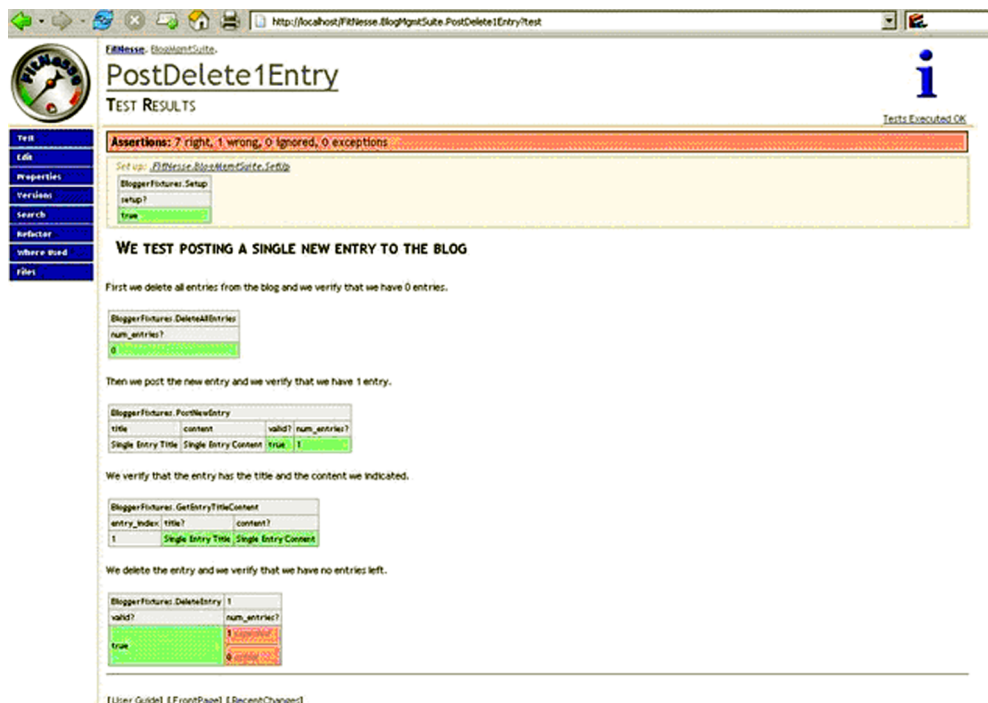 http://localhost/FitNesse.BlogMgmtSuite.PostDelete1Entry?test
FitNesse
FitNesse. BlogMgmtSuite.
PostDelete1Entry
TEST RESULTS
Tests Executed OK
Test
Edit
Properties
Versions
Search
Refactor
Where Used
Files
Assertions: 7 right, 1 wrong, 0 ignored, 0 exceptions
Set up: .FitNesse.BlogMgmtSuite.SetUp
BloggerFixtures.Setup
setup?
true
WE TEST POSTING A SINGLE NEW ENTRY TO THE BLOG
First we delete all entries from the blog and we verify that we have 0 entries.
BloggerFixtures.DeleteAllEntries
num_entries?
0
Then we post the new entry and we verify that we have 1 entry.
BloggerFixtures.PostNewEntry
title content valid? num_entries?
Single Entry Title Single Entry Content true 1
We verify that the entry has the title and the content we indicated.
BloggerFixtures.GetEntryTitleContent
entry_index title? content?
1 Single Entry Title Single Entry Content
We delete the entry and we verify that we have no entries left.
BloggerFixtures.DeleteEntry 1
valid? num_entries?
true 1 expected
0 actual
[User Guide] [FrontPage] [RecentChanges]